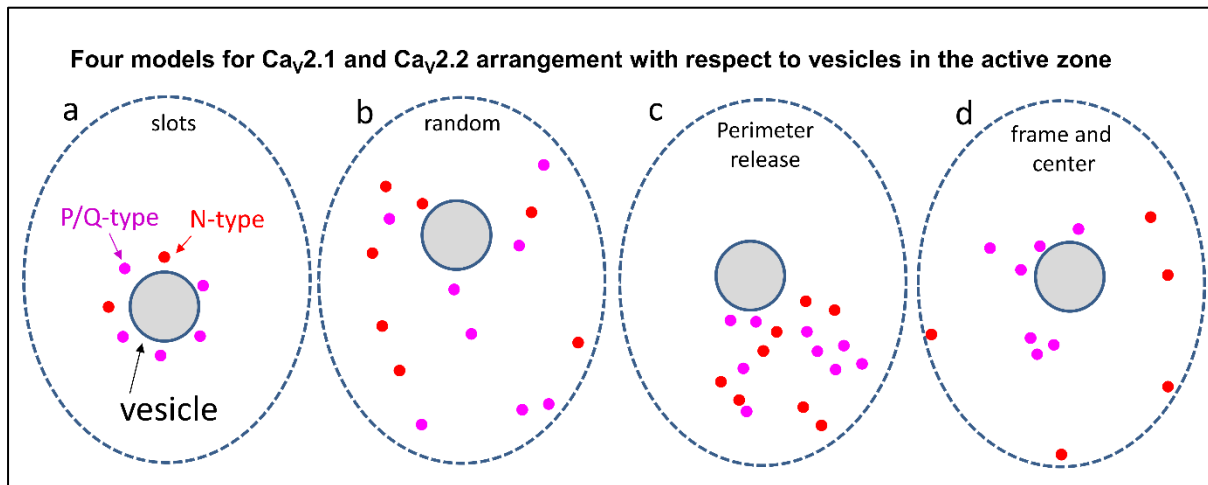 Four models for CaV2.1 and CaV2.2 arrangement with respect to vesicles in the active zone
a
slots
P/Q-type
N-type
vesicle
b
random
c
Perimeter
release
d
frame and
center